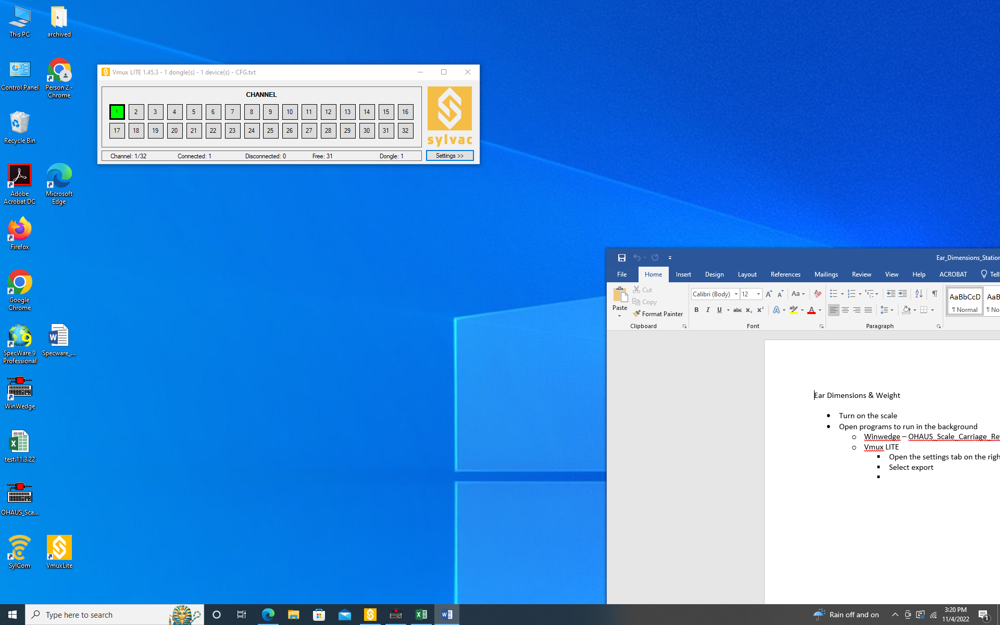 This PC
archived
Control Panel
Person 2 -
Chrome
Recycle Bin
Adobe
Acrobat DC
Microsoft
Edge
Firefox
Google
Chrome
SpecWare 9
Professional
Specware_...
WinWedge
test.11.3.22
OHAUS_Sca...
SylCom
VmuxLite
Vmux LITE 1.45.3 - 1 dongle(s) - 1 device(s) - CFG.txt
CHANNEL
1 2 3 4 5 6 7 8 9 10 11 12 13 14 15 16
17 18 19 20 21 22 23 24 25 26 27 28 29 30 31 32
sylvac
Channel: 1/32 Connected: 1 Disconnected: 0 Free: 31 Dongle: 1
Settings >>
Ear_Dimensions_Station
File Home Insert Design Layout References Mailings Review View Help ACROBAT Tell
Cut
Copy
Paste
Format Painter
Clipboard
Calibri (Body) 12
Aa
B I U abc x₂ x²
Font
Paragraph
AaBbCcD AaB
¶ Normal ¶ No
Ear Dimensions & Weight
• Turn on the scale
• Open programs to run in the background
o Winwedge – OHAUS_Scale_Carriage_Re
o Vmux LITE
▪ Open the settings tab on the righ
▪ Select export
▪
Type here to search
Rain off and on
3:20 PM
11/4/2022
1